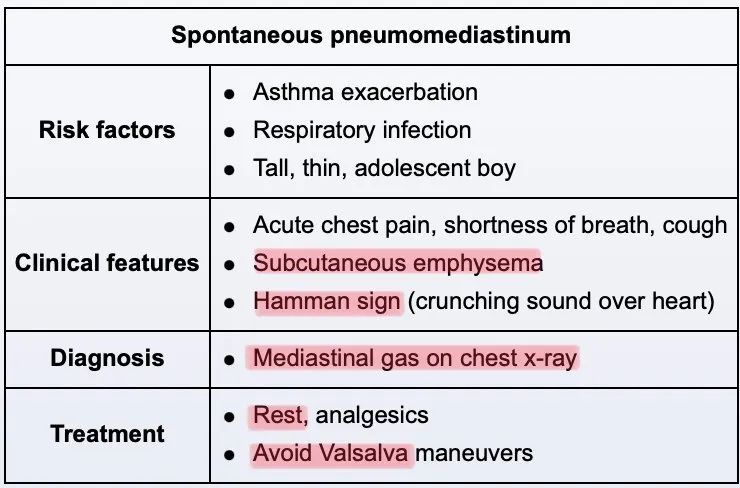 Spontaneous pneumomediastinum
Risk factors
• Asthma exacerbation
• Respiratory infection
• Tall, thin, adolescent boy
Clinical features
• Acute chest pain, shortness of breath, cough
• Subcutaneous emphysema
• Hamman sign (crunching sound over heart)
Diagnosis
• Mediastinal gas on chest x-ray
Treatment
• Rest, analgesics
• Avoid Valsalva maneuvers